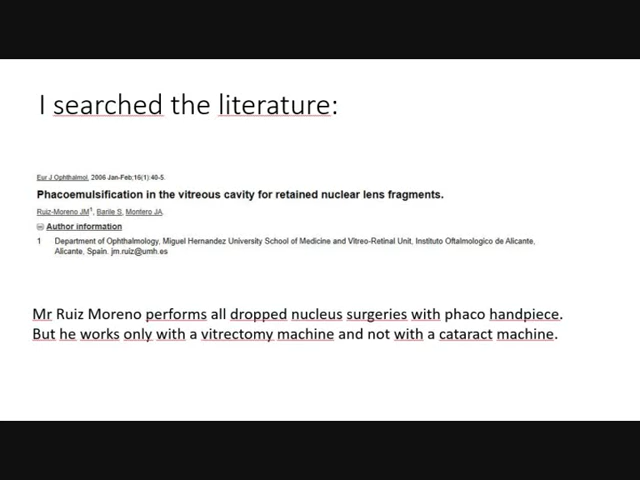 I searched the literature:
Eur J Ophthalmol. 2006 Jan-Feb;16(1):40-5.
Phacoemulsification in the vitreous cavity for retained nuclear lens fragments.
Ruiz-Moreno JM1, Barile S, Montero JA.
Author information
1 Department of Ophthalmology, Miguel Hernandez University School of Medicine and Vitreo-Retinal Unit, Instituto Oftalmologico de Alicante,
Alicante, Spain. jm.ruiz@umh.es
Mr Ruiz Moreno performs all dropped nucleus surgeries with phaco handpiece.
But he works only with a vitrectomy machine and not with a cataract machine.